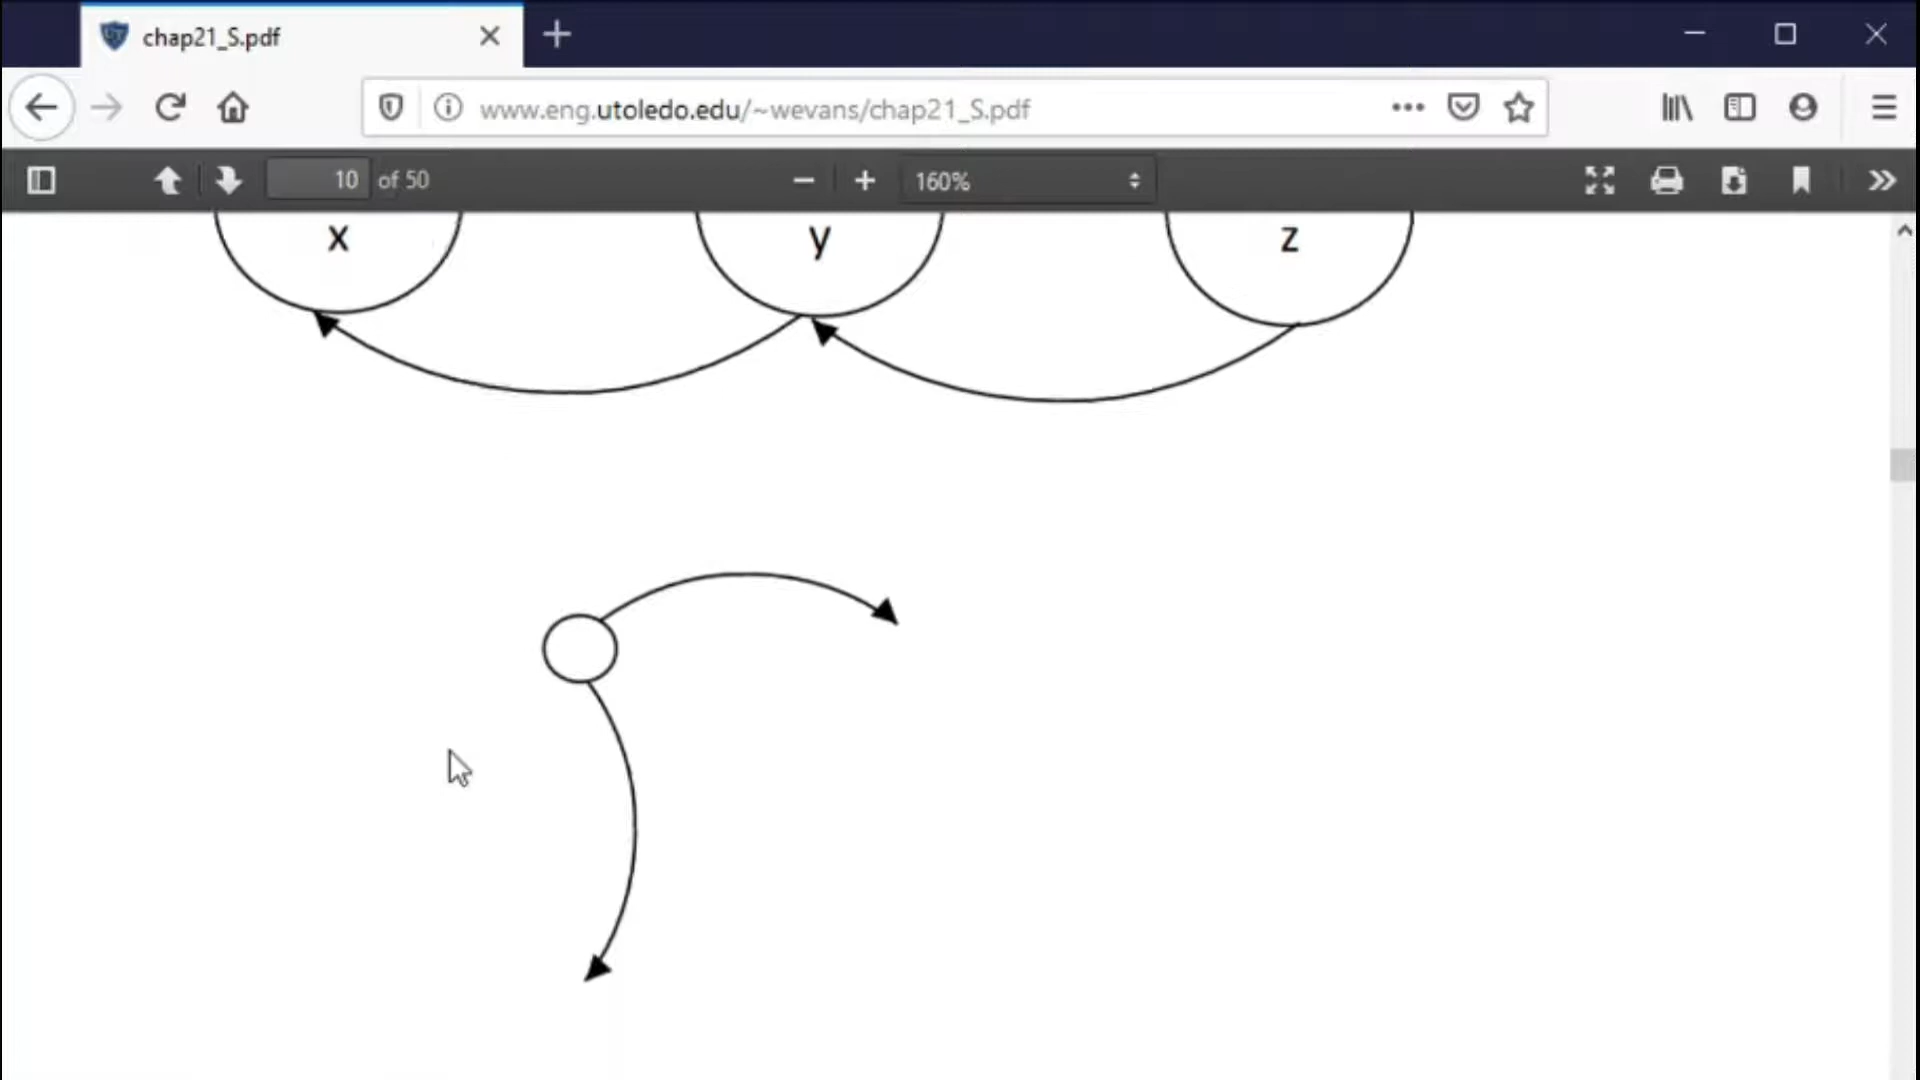 chap21_S.pdf
www.eng.utoledo.edu/~wevans/chap21_S.pdf
10 of 50
160%
x y z